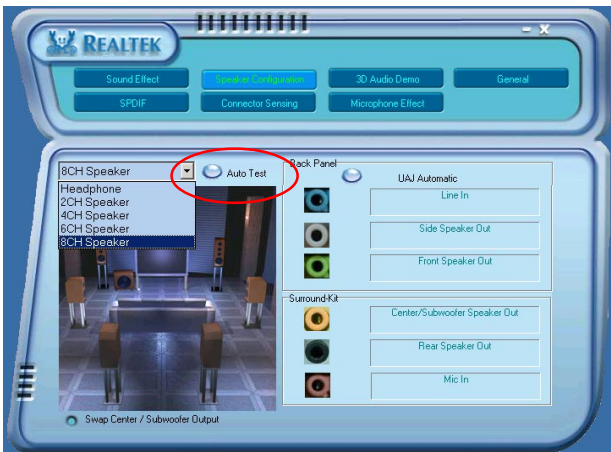 REALTEK
Sound Effect
Speaker Configuration
3D Audio Demo
General
SPDIF
Connector Sensing
Microphone Effect
8CH Speaker
Auto Test
Headphone
2CH Speaker
4CH Speaker
6CH Speaker
8CH Speaker
Back Panel
UAJ Automatic
Line In
Side Speaker Out
Front Speaker Out
Surround-Kit
Center/Subwoofer Speaker Out
Rear Speaker Out
Mic In
Swap Center / Subwoofer Output